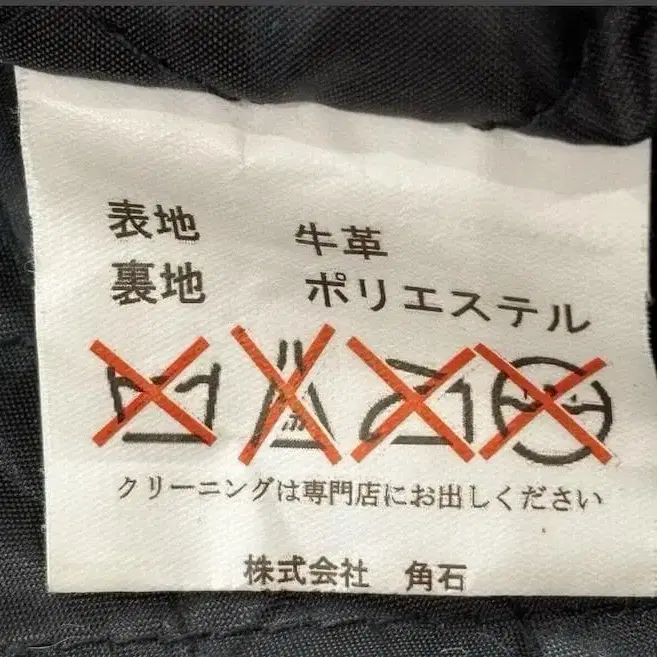 表地 牛革
裏地 ポリエステル
クリーニングは専門店にお出しください
株式会社 角石